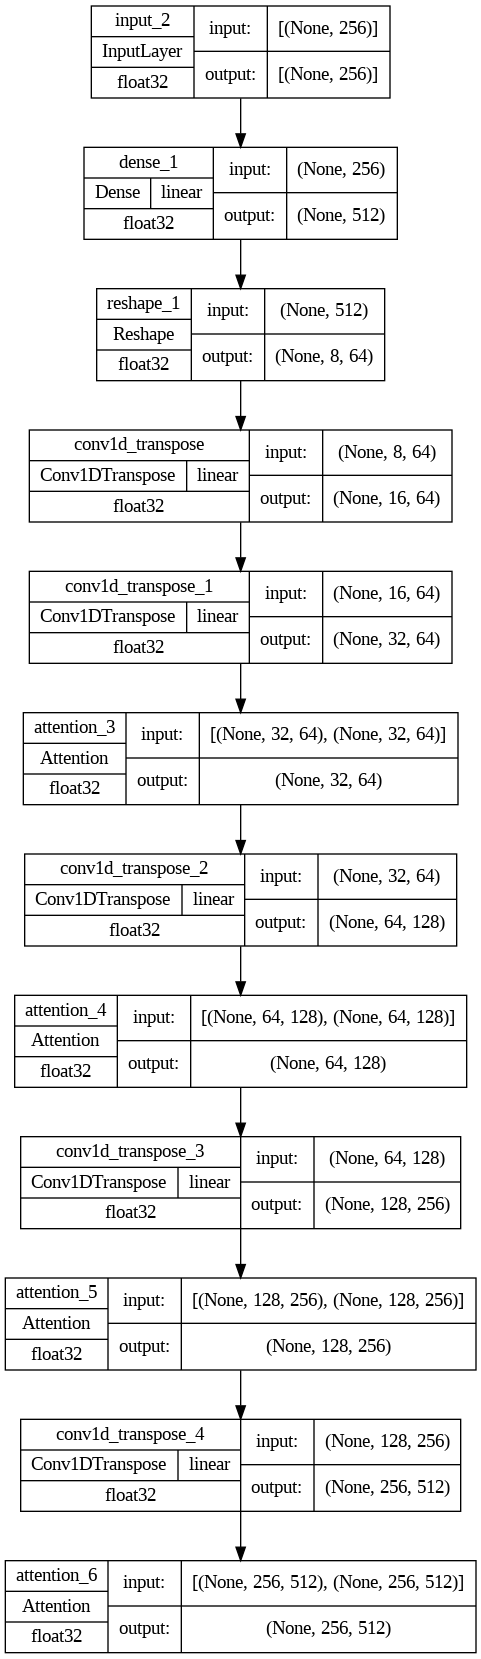 input_2
InputLayer
float32
input:
[(None, 256)]
output:
[(None, 256)]
dense_1
Dense
linear
float32
input:
(None, 256)
output:
(None, 512)
reshape_1
Reshape
float32
input:
(None, 512)
output:
(None, 8, 64)
conv1d_transpose
Conv1DTranspose
linear
float32
input:
(None, 8, 64)
output:
(None, 16, 64)
conv1d_transpose_1
Conv1DTranspose
linear
float32
input:
(None, 16, 64)
output:
(None, 32, 64)
attention_3
Attention
float32
input:
[(None, 32, 64), (None, 32, 64)]
output:
(None, 32, 64)
conv1d_transpose_2
Conv1DTranspose
linear
float32
input:
(None, 32, 64)
output:
(None, 64, 128)
attention_4
Attention
float32
input:
[(None, 64, 128), (None, 64, 128)]
output:
(None, 64, 128)
conv1d_transpose_3
Conv1DTranspose
linear
float32
input:
(None, 64, 128)
output:
(None, 128, 256)
attention_5
Attention
float32
input:
[(None, 128, 256), (None, 128, 256)]
output:
(None, 128, 256)
conv1d_transpose_4
Conv1DTranspose
linear
float32
input:
(None, 128, 256)
output:
(None, 256, 512)
attention_6
Attention
float32
input:
[(None, 256, 512), (None, 256, 512)]
output:
(None, 256, 512)